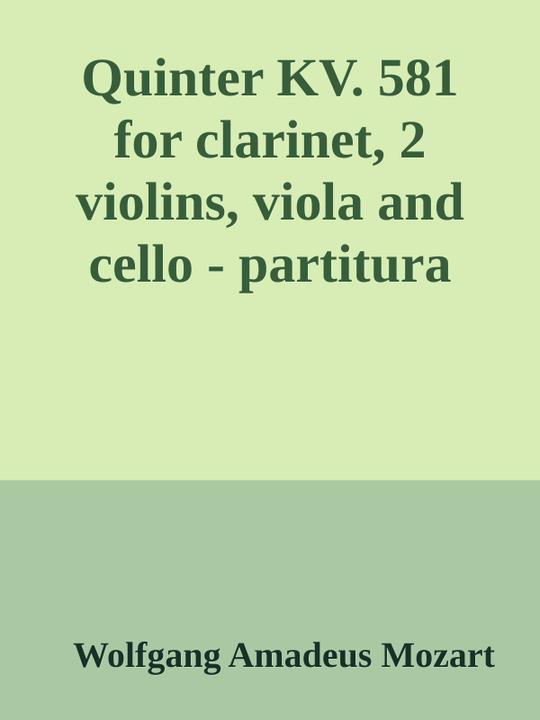 Quinter KV. 581
for clarinet, 2
violins, viola and
cello - partitura
Wolfgang Amadeus Mozart